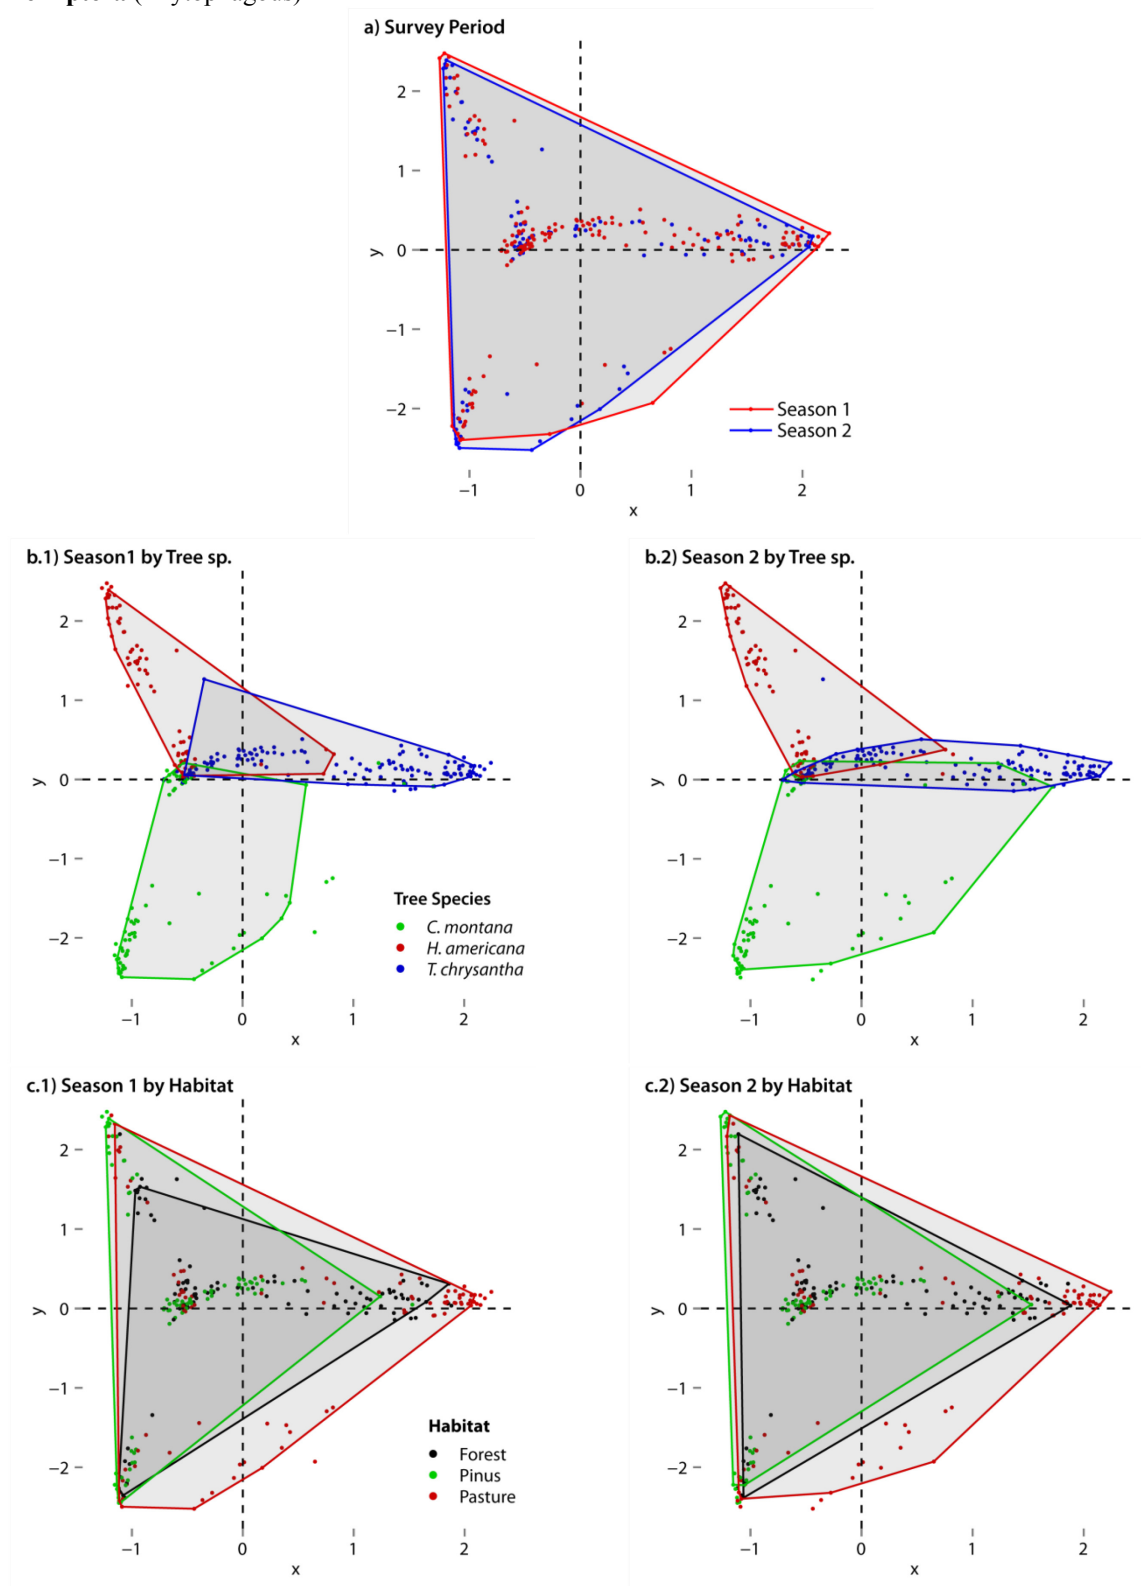 (phytophagous)
a) Survey Period
2
1
0
−1
−2
y
−1 0 1 2
x
Season 1
Season 2
b.1) Season1 by Tree sp.
2
1
0
−1
−2
y
−1 0 1 2
x
Tree Species
C. montana
H. americana
T. chrysantha
b.2) Season 2 by Tree sp.
2
1
0
−1
−2
y
−1 0 1 2
x
c.1) Season 1 by Habitat
2
1
0
−1
−2
y
−1 0 1 2
x
Habitat
Forest
Pinus
Pasture
c.2) Season 2 by Habitat
2
1
0
−1
−2
y
−1 0 1 2
x